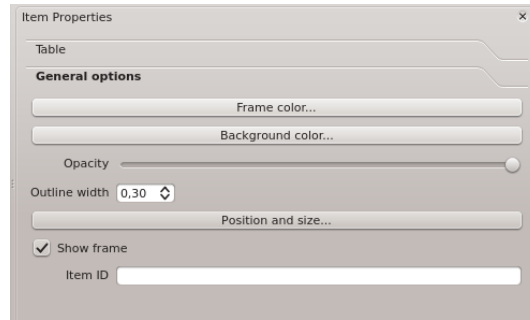 Item Properties
Table
General options
Frame color...
Background color...
Opacity
Outline width 0,30
Position and size...
Show frame
Item ID